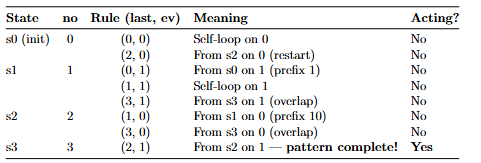 State no Rule (last, ev) Meaning Acting?
s0 (init) 0 (0, 0) Self-loop on 0 No
(2, 0) From s2 on 0 (restart) No
s1 1 (0, 1) From s0 on 1 (prefix 1) No
(1, 1) Self-loop on 1 No
(3, 1) From s3 on 1 (overlap) No
s2 2 (1, 0) From s1 on 0 (prefix 10) No
(3, 0) From s3 on 0 (overlap) No
s3 3 (2, 1) From s2 on 1 — pattern complete! Yes